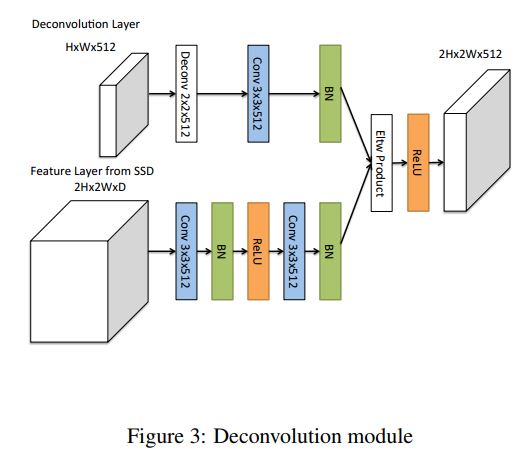 Deconvolution Layer
HxWx512
Deconv 2x2x512
Conv 3x3x512
BN
2Hx2Wx512
Eltw Product
ReLU
Feature Layer from SSD
2Hx2WxD
Conv 3x3x512
BN
ReLU
Conv 3x3x512
BN
Figure 3: Deconvolution module